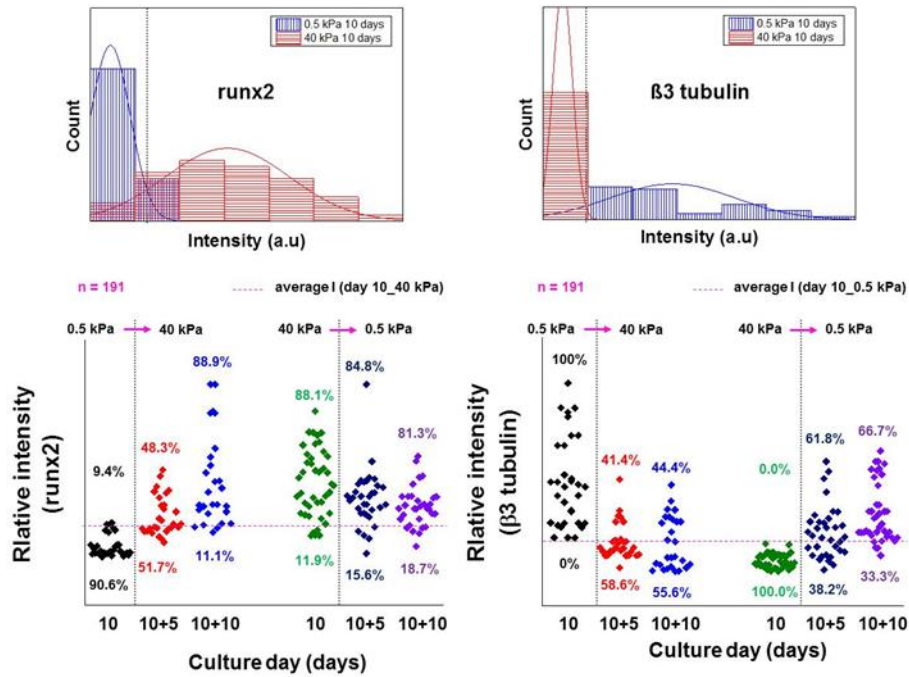 0.5 kPa 10 days
40 kPa 10 days
runx2
Count
Intensity (a.u)
0.5 kPa 10 days
40 kPa 10 days
ß3 tubulin
Count
Intensity (a.u)
n = 191
average I (day 10_40 kPa)
0.5 kPa
40 kPa
40 kPa
0.5 kPa
88.9%
84.8%
88.1%
81.3%
48.3%
9.4%
90.6%
51.7%
11.1%
11.9%
15.6%
18.7%
Rlative intensity
(runx2)
10
10+5
10+10
10
10+5
10+10
Culture day (days)
n = 191
average I (day 10_0.5 kPa)
0.5 kPa
40 kPa
40 kPa
0.5 kPa
100%
41.4%
44.4%
0.0%
61.8%
66.7%
0%
58.6%
55.6%
100.0%
38.2%
33.3%
Rlative intensity
(β3 tubulin)
10
10+5
10+10
10
10+5
10+10
Culture day (days)